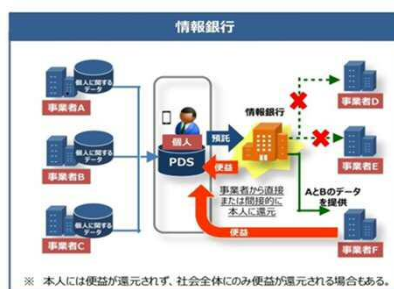 情報銀行
個人に関する
データ
事業者A
個人に関する
データ
事業者B
個人に関する
データ
事業者C
個人
PDS
預託
便益
情報銀行
事業者から直接
または間接的に
本人に還元
便益
AとBのデータ
を提供
事業者D
事業者E
事業者F
※ 本人には便益が還元されず、社会全体にのみ便益が還元される場合もある。